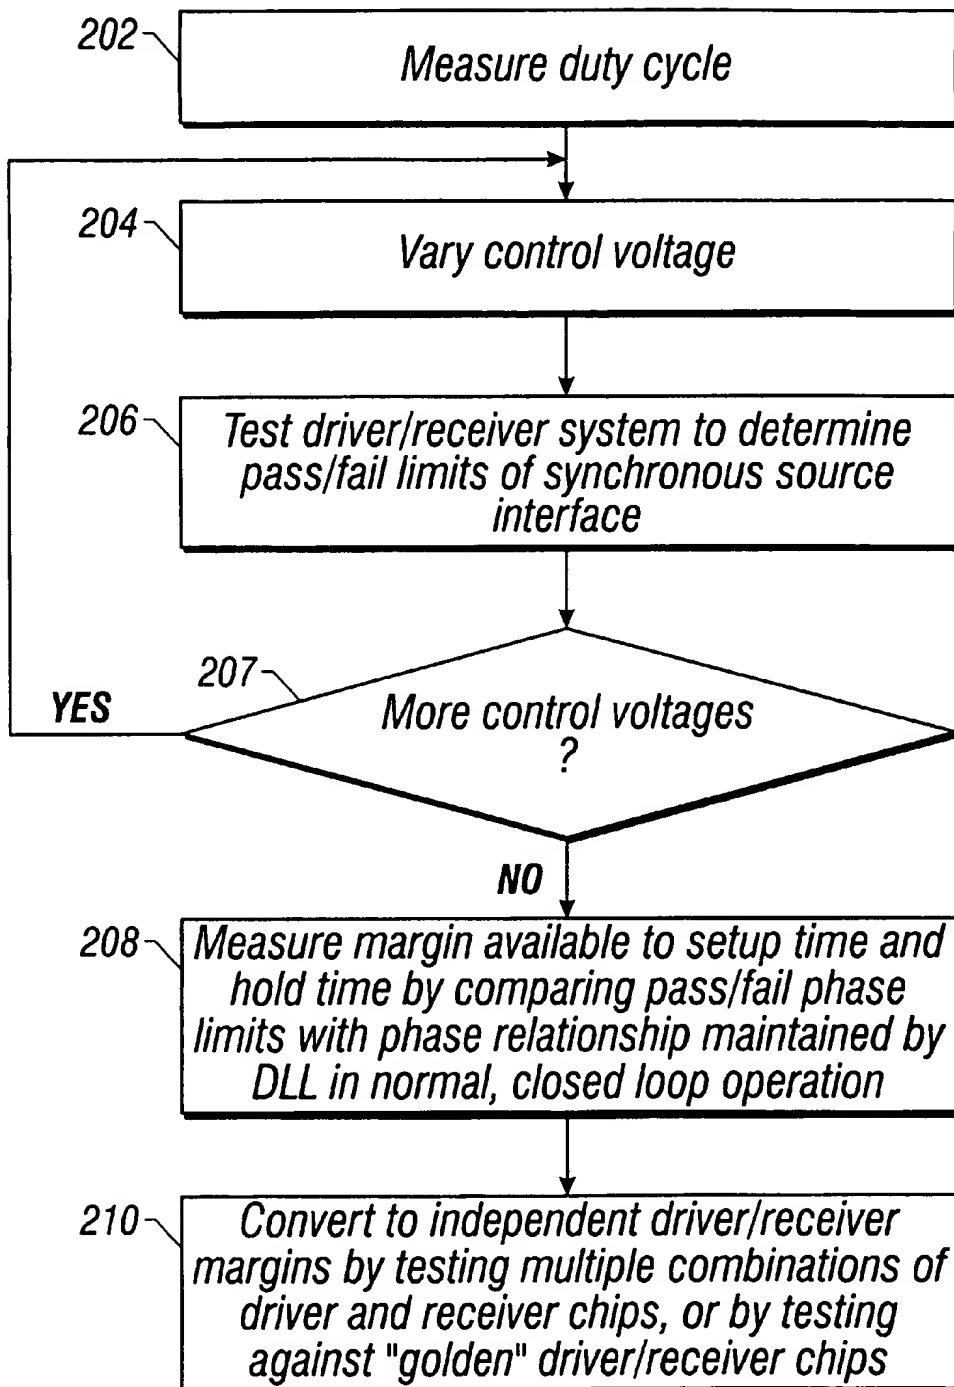 202
Measure duty cycle
204
Vary control voltage
206
Test driver/receiver system to determine
pass/fail limits of synchronous source
interface
207
YES
More control voltages
?
NO
208
Measure margin available to setup time and
hold time by comparing pass/fail phase
limits with phase relationship maintained by
DLL in normal, closed loop operation
210
Convert to independent driver/receiver
margins by testing multiple combinations of
driver and receiver chips, or by testing
against "golden" driver/receiver chips